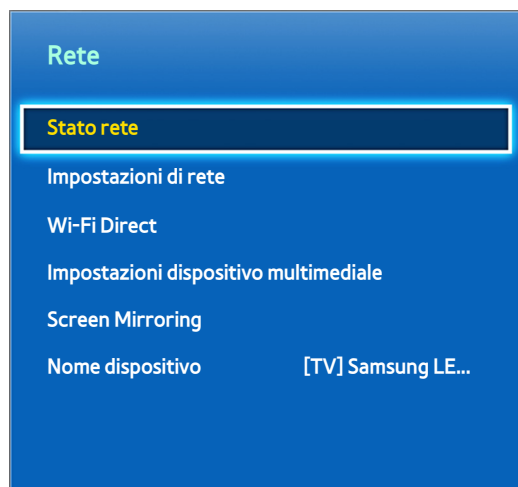 Rete
Stato rete
Impostazioni di rete
Wi-Fi Direct
Impostazioni dispositivo multimediale
Screen Mirroring
Nome dispositivo [TV] Samsung LE...